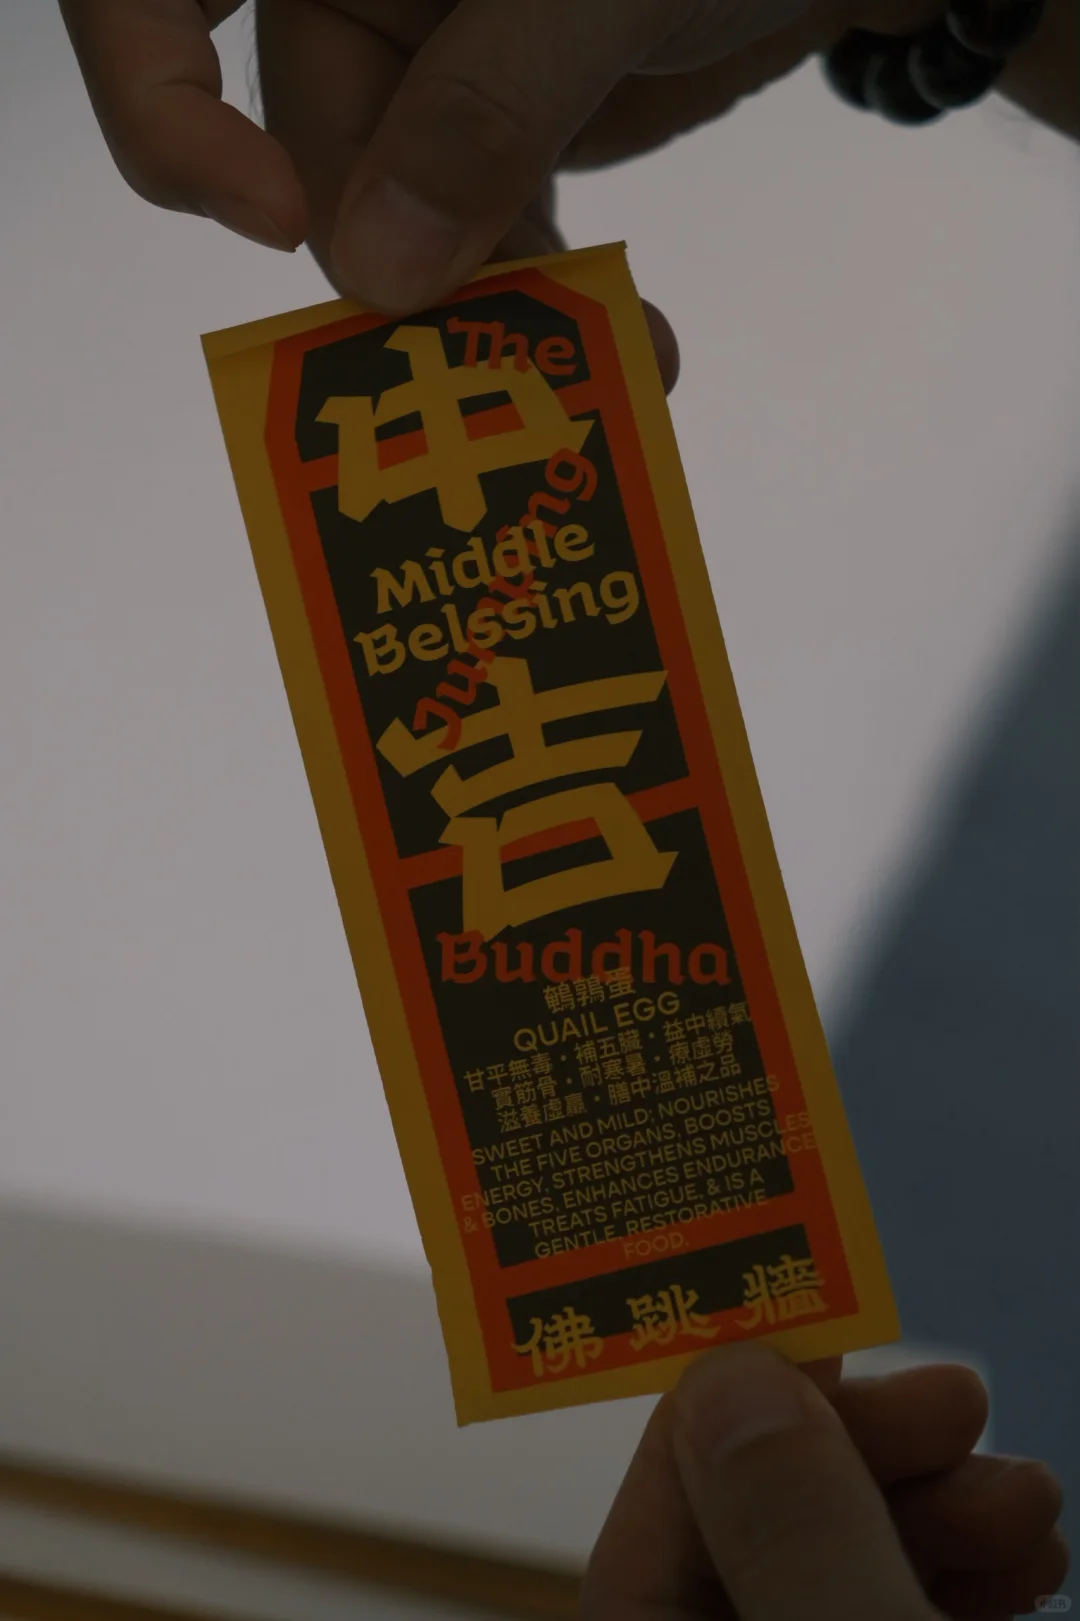 The
中
Jumping
Middle
Belssing
吉
Buddha
鵪鶉蛋
QUAIL EGG
甘平無毒·補五臟·益中續氣
實筋骨·耐寒暑·療虛勞
滋養虛羸·膳中溫補之品
SWEET AND MILD; NOURISHES
THE FIVE ORGANS, BOOSTS
ENERGY, STRENGTHENS MUSCLES
& BONES, ENHANCES ENDURANCE
TREATS FATIGUE, & IS A
GENTLE, RESTORATIVE
FOOD.
佛跳牆
小红书